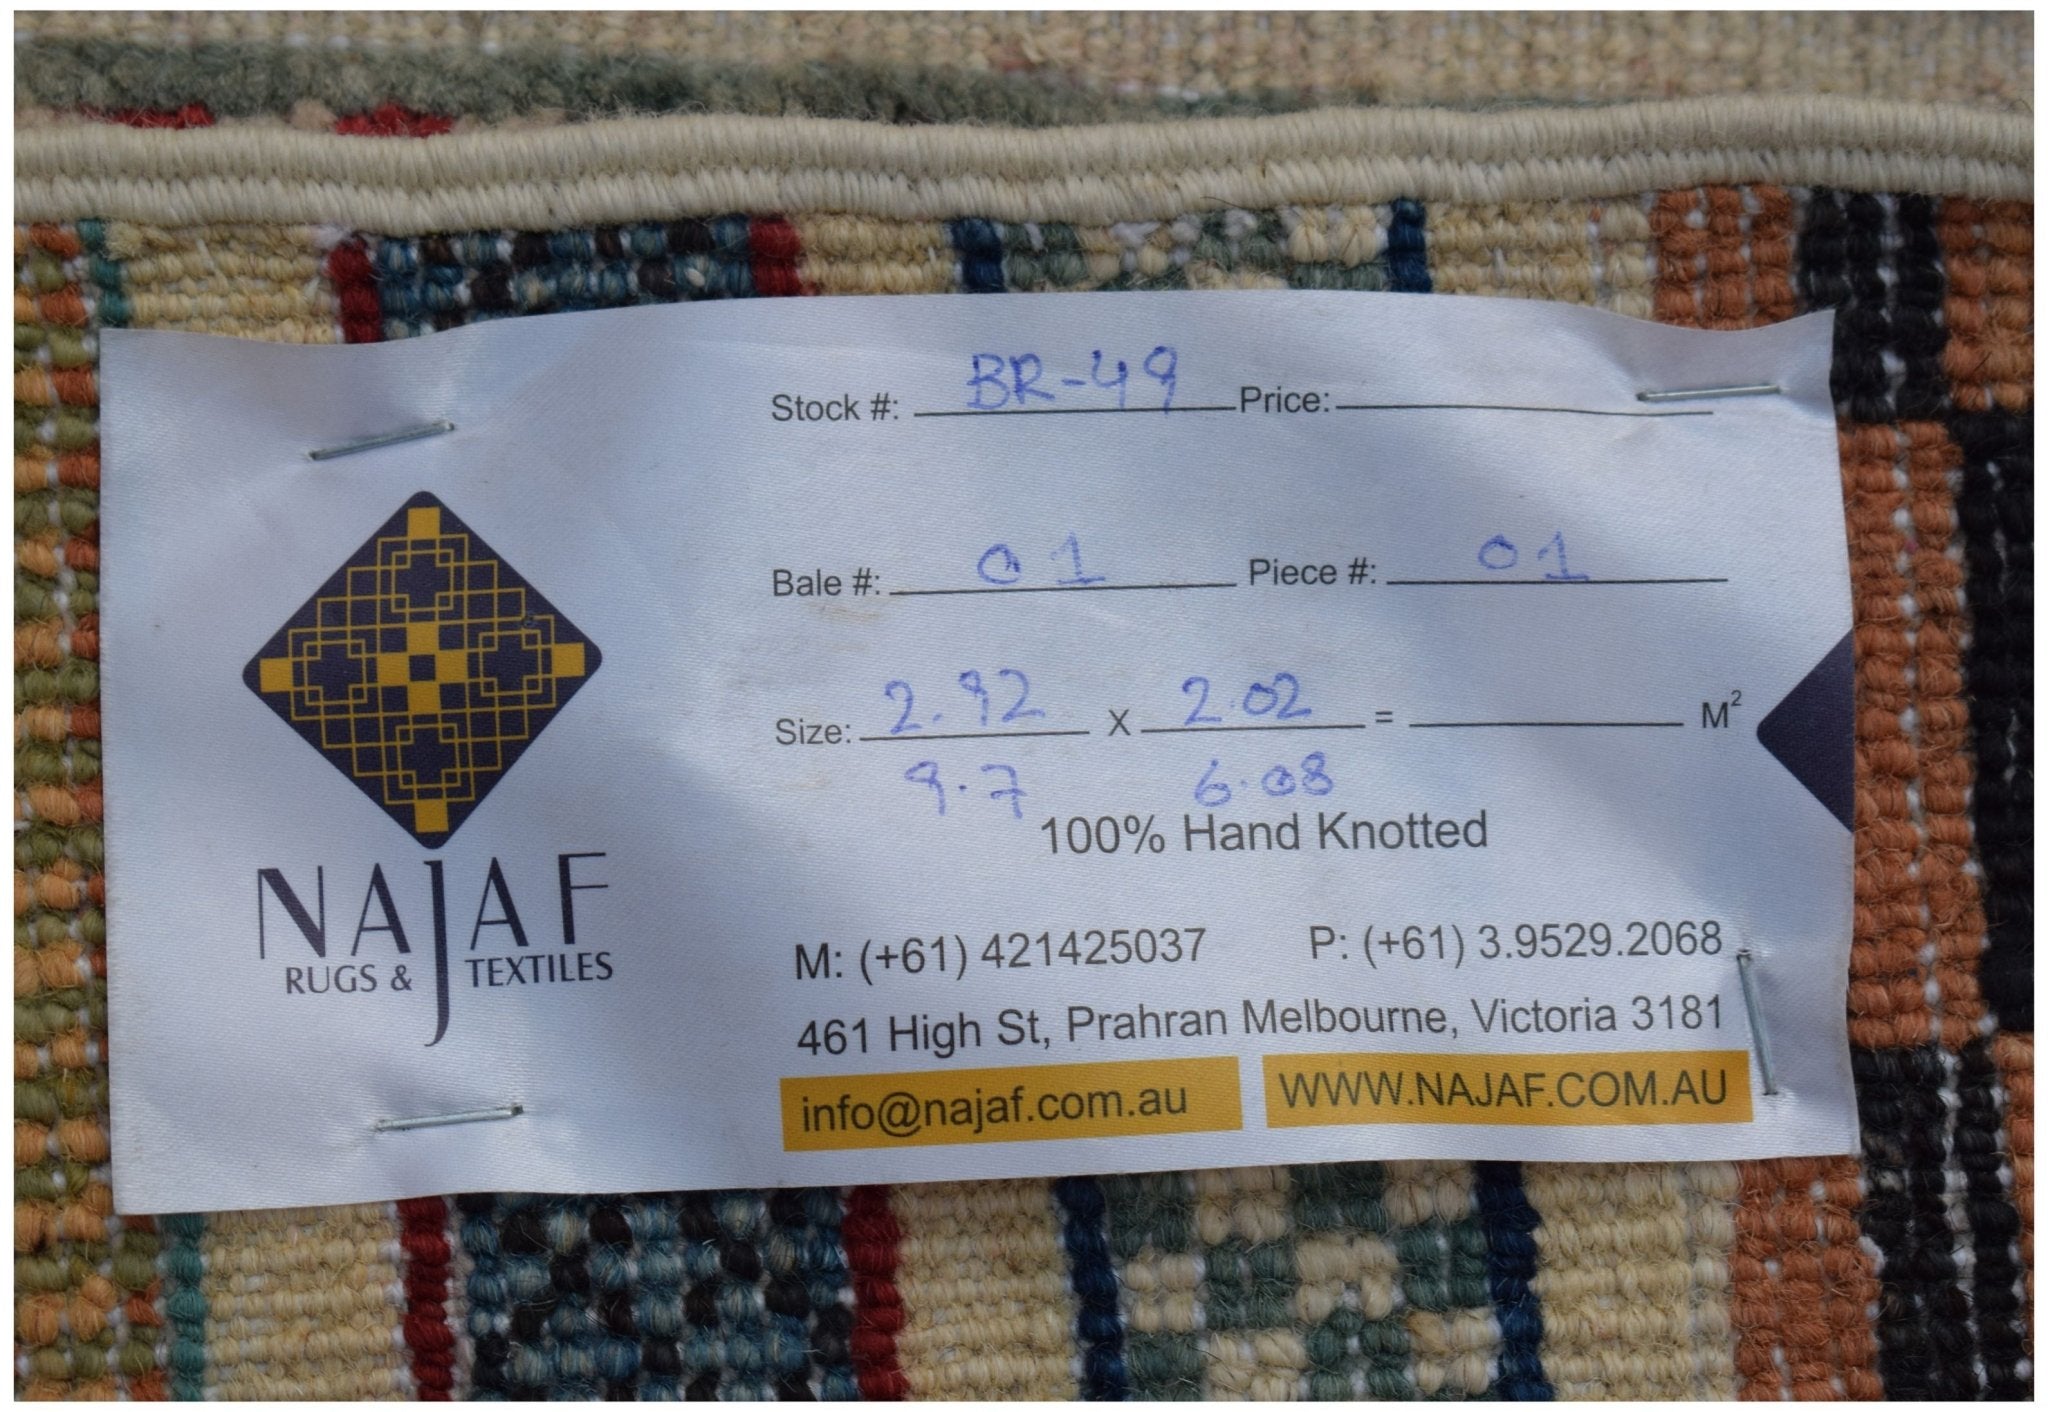 Stock #: BR-49 Price:
Bale #: 01 Piece #: 01
Size: 2.92 X 2.02 = M²
9.7 6.08
100% Hand Knotted
NAJAF
RUGS & TEXTILES
M: (+61) 421425037 P: (+61) 3.9529.2068
461 High St, Prahran Melbourne, Victoria 3181
info@najaf.com.au WWW.NAJAF.COM.AU